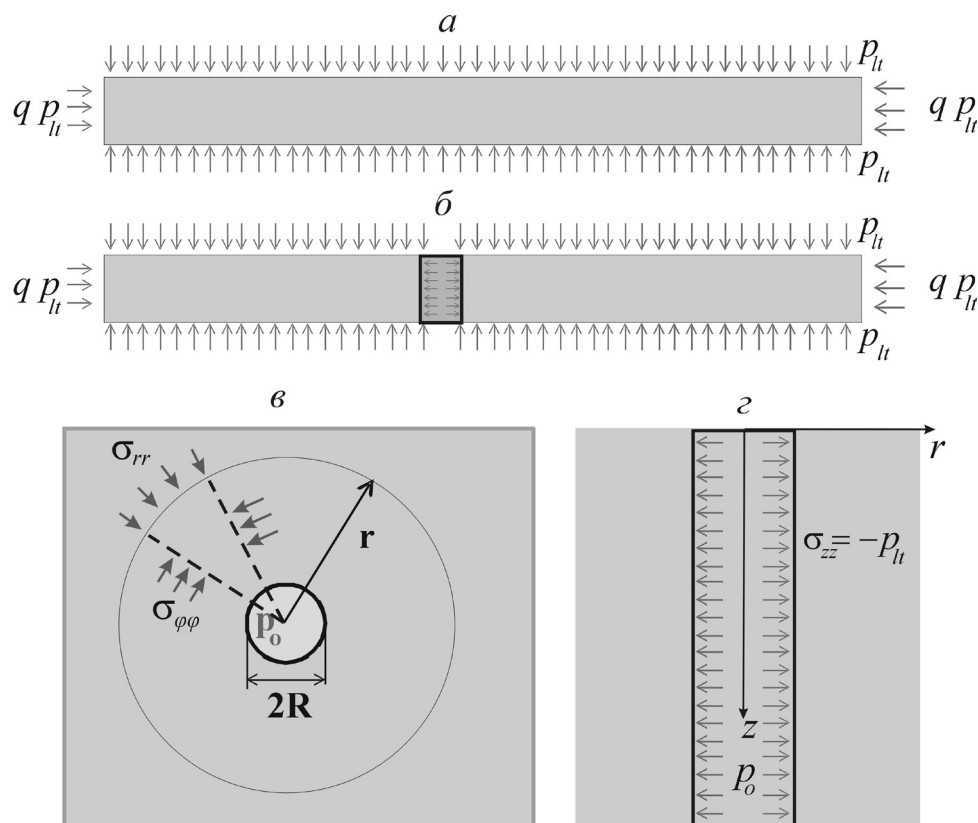 а
p_lt
q p_lt q p_lt
p_lt
б
p_lt
q p_lt q p_lt
p_lt
в г
r
σ_rr
r
σ_zz = −p_lt
σ_φφ
p_o
2R
z
p_o